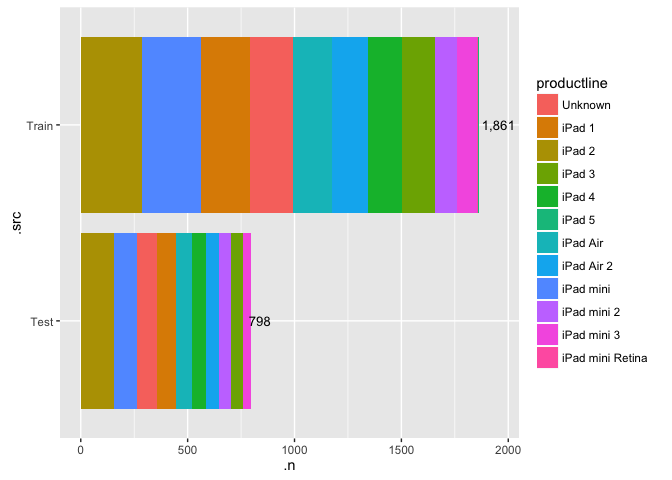 .src
Train
Test
1,861
798
0
500
1000
1500
2000
.n
productline
Unknown
iPad 1
iPad 2
iPad 3
iPad 4
iPad 5
iPad Air
iPad Air 2
iPad mini
iPad mini 2
iPad mini 3
iPad mini Retina